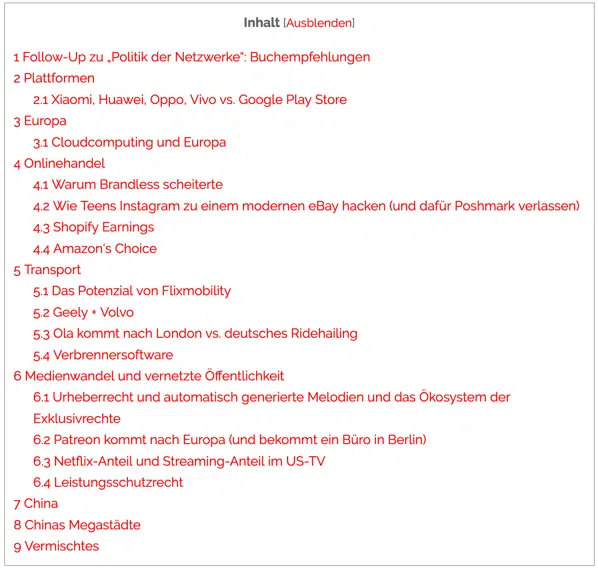 Inhalt [Ausblenden]
1 Follow-Up zu „Politik der Netzwerke“: Buchempfehlungen
2 Plattformen
2.1 Xiaomi, Huawei, Oppo, Vivo vs. Google Play Store
3 Europa
3.1 Cloudcomputing und Europa
4 Onlinehandel
4.1 Warum Brandless scheiterte
4.2 Wie Teens Instagram zu einem modernen eBay hacken (und dafür Poshmark verlassen)
4.3 Shopify Earnings
4.4 Amazon's Choice
5 Transport
5.1 Das Potenzial von Flixmobility
5.2 Geely + Volvo
5.3 Ola kommt nach London vs. deutsches Ridehailing
5.4 Verbrennersoftware
6 Medienwandel und vernetzte Öffentlichkeit
6.1 Urheberrecht und automatisch generierte Melodien und das Ökosystem der
Exklusivrechte
6.2 Patreon kommt nach Europa (und bekommt ein Büro in Berlin)
6.3 Netflix-Anteil und Streaming-Anteil im US-TV
6.4 Leistungsschutzrecht
7 China
8 Chinas Megastädte
9 Vermischtes